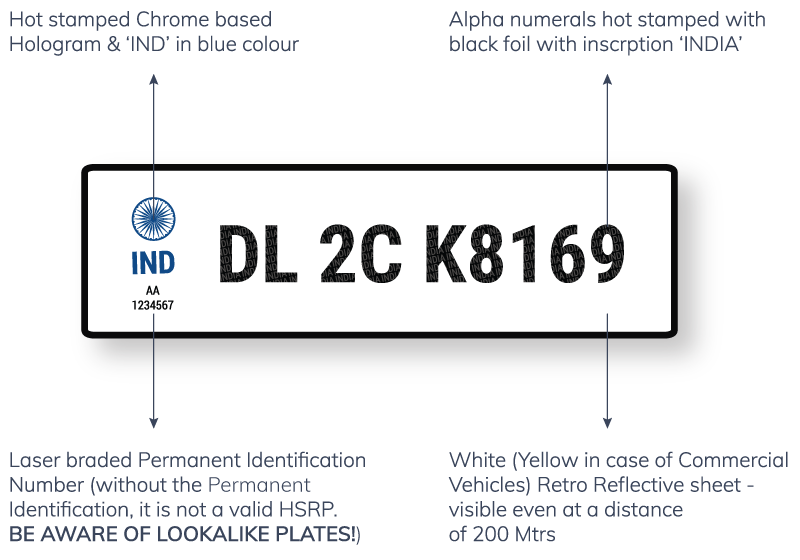 Hot stamped Chrome based
Hologram & ‘IND’ in blue colour
Alpha numerals hot stamped with
black foil with inscrption ‘INDIA’
IND
AA
1234567
DL 2C K8169
Laser braded Permanent Identification
Number (without the Permanent
Identification, it is not a valid HSRP.
BE AWARE OF LOOKALIKE PLATES!)
White (Yellow in case of Commercial
Vehicles) Retro Reflective sheet -
visible even at a distance
of 200 Mtrs